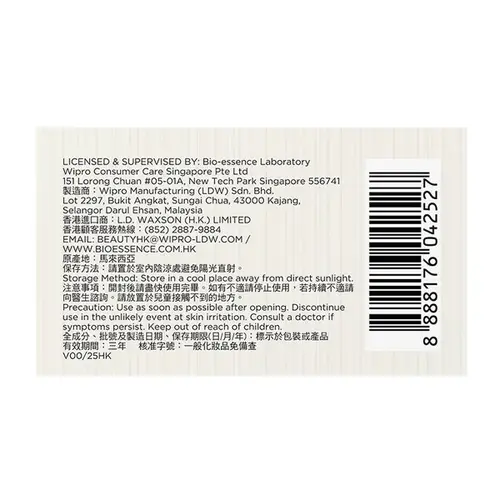 LICENSED & SUPERVISED BY: Bio-essence Laboratory
Wipro Consumer Care Singapore Pte Ltd
151 Lorong Chuan #05-01A, New Tech Park Singapore 556741
製造商：Wipro Manufacturing (LDW) Sdn. Bhd.
Lot 2297, Bukit Angkat, Sungai Chua, 43000 Kajang,
Selangor Darul Ehsan, Malaysia
香港進口商：L.D. WAXSON (H.K.) LIMITED
香港顧客服務熱線：(852) 2887-9884
EMAIL: BEAUTYHK@WIPRO-LDW.COM /
WWW.BIOESSENCE.COM.HK
原產地：馬來西亞
保存方法：請置於室內陰涼處避免陽光直射。
Storage Method: Store in a cool place away from direct sunlight.
注意事項：開封後請盡快使用完畢。如有不適請停止使用，若持續不適請
向醫生諮詢。請放置於兒童接觸不到的地方。
Precaution: Use as soon as possible after opening. Discontinue
use in the unlikely event at skin irritation. Consult a doctor if
symptoms persist. Keep out of reach of children.
全成分、批號及製造日期、保存期限(日/月/年)：標示於包裝或產品
有效期限：三年 核准字號：一般化妝品免備查
V00/25HK
8 888176 104252 7